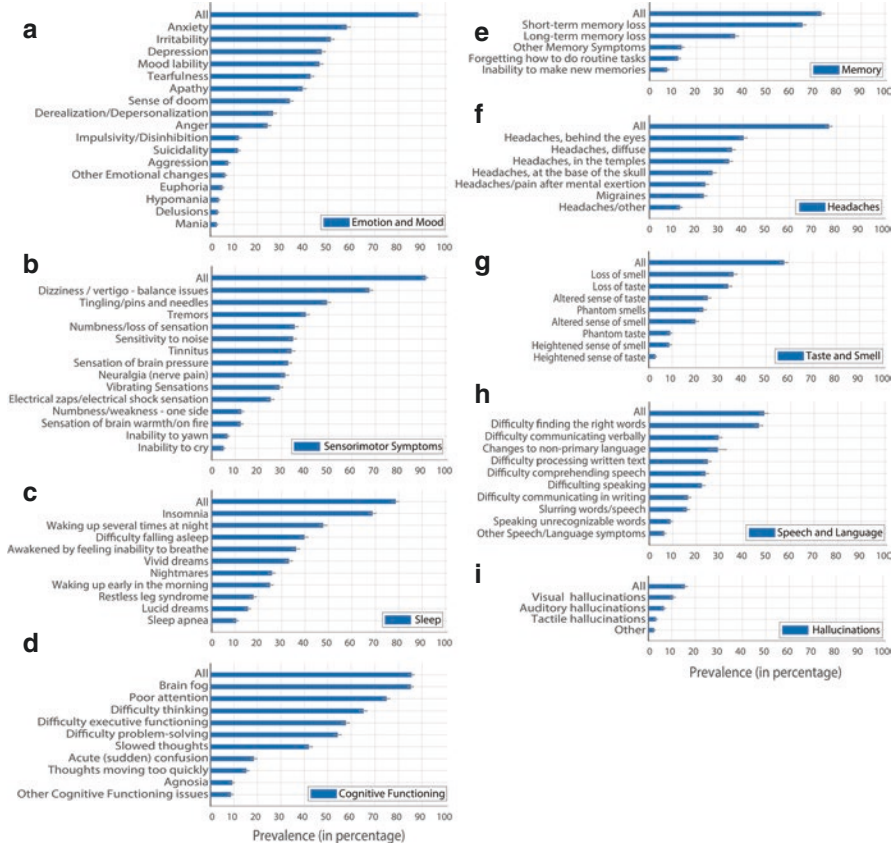 a
All
Anxiety
Irritability
Depression
Mood lability
Tearfulness
Apathy
Sense of doom
Derealization/Depersonalization
Anger
Impulsivity/Disinhibition
Suicidality
Aggression
Other Emotional changes
Euphoria
Hypomania
Delusions
Mania
Emotion and Mood
0 10 20 30 40 50 60 70 80 90 100
b
All
Dizziness / vertigo - balance issues
Tingling/pins and needles
Tremors
Numbness/loss of sensation
Sensitivity to noise
Tinnitus
Sensation of brain pressure
Neuralgia (nerve pain)
Vibrating Sensations
Electrical zaps/electrical shock sensation
Numbness/weakness - one side
Sensation of brain warmth/on fire
Inability to yawn
Inability to cry
Sensorimotor Symptoms
0 10 20 30 40 50 60 70 80 90 100
c
All
Insomnia
Waking up several times at night
Difficulty falling asleep
Awakened by feeling inability to breathe
Vivid dreams
Nightmares
Waking up early in the morning
Restless leg syndrome
Lucid dreams
Sleep apnea
Sleep
0 10 20 30 40 50 60 70 80 90 100
d
All
Brain fog
Poor attention
Difficulty thinking
Difficulty executive functioning
Difficulty problem-solving
Slowed thoughts
Acute (sudden) confusion
Thoughts moving too quickly
Agnosia
Other Cognitive Functioning issues
Cognitive Functioning
0 10 20 30 40 50 60 70 80 90 100
Prevalence (in percentage)
e
All
Short-term memory loss
Long-term memory loss
Other Memory Symptoms
Forgetting how to do routine tasks
Inability to make new memories
Memory
0 10 20 30 40 50 60 70 80 90 100
f
All
Headaches, behind the eyes
Headaches, diffuse
Headaches, in the temples
Headaches, at the base of the skull
Headaches/pain after mental exertion
Migraines
Headaches/other
Headaches
0 10 20 30 40 50 60 70 80 90 100
g
All
Loss of smell
Loss of taste
Altered sense of taste
Phantom smells
Altered sense of smell
Phantom taste
Heightened sense of smell
Heightened sense of taste
Taste and Smell
0 10 20 30 40 50 60 70 80 90 100
h
All
Difficulty finding the right words
Difficulty communicating verbally
Changes to non-primary language
Difficulty processing written text
Difficulty comprehending speech
Difficulting speaking
Difficulty communicating in writing
Slurring words/speech
Speaking unrecognizable words
Other Speech/Language symptoms
Speech and Language
0 10 20 30 40 50 60 70 80 90 100
i
All
Visual hallucinations
Auditory hallucinations
Tactile hallucinations
Other
Hallucinations
0 10 20 30 40 50 60 70 80 90 100
Prevalence (in percentage)